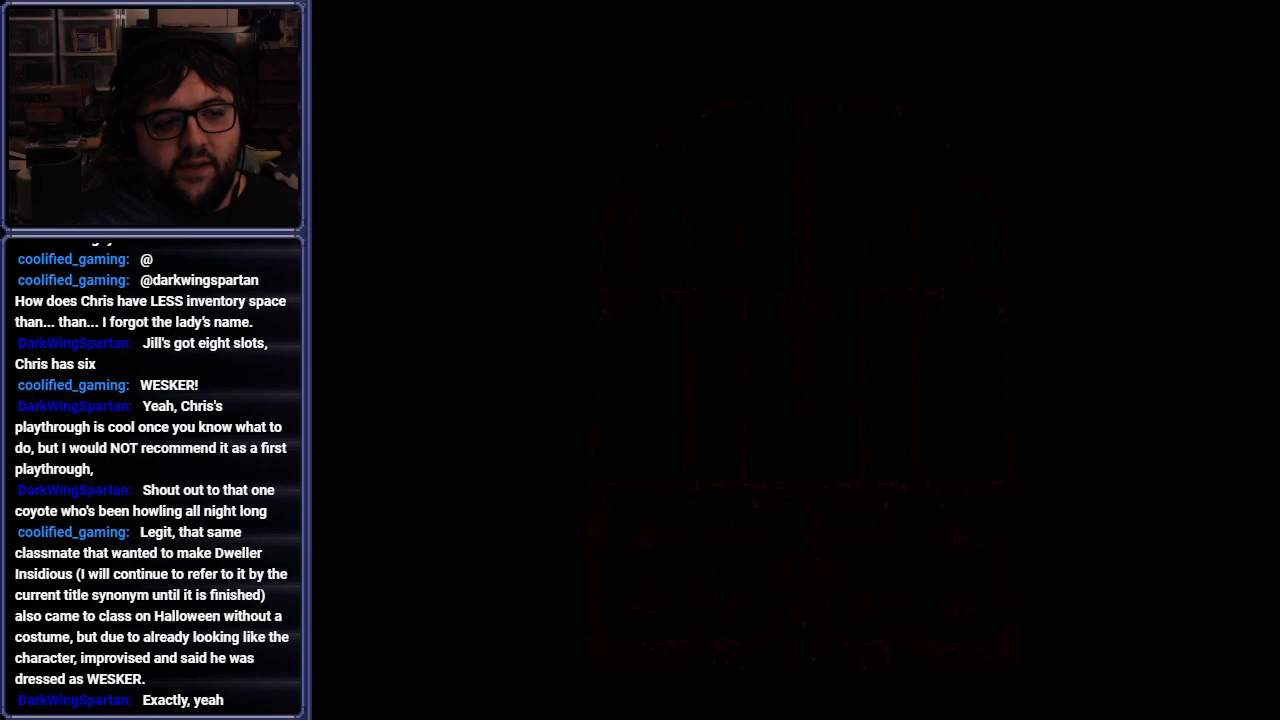 coolified_gaming: @
coolified_gaming: @darkwingspartan
How does Chris have LESS inventory space
than... than... I forgot the lady's name.
DarkWingSpartan: Jill's got eight slots,
Chris has six
coolified_gaming: WESKER!
DarkWingSpartan: Yeah, Chris's
playthrough is cool once you know what to
do, but I would NOT recommend it as a first
playthrough,
DarkWingSpartan: Shout out to that one
coyote who's been howling all night long
coolified_gaming: Legit, that same
classmate that wanted to make Dweller
Insidious (I will continue to refer to it by the
current title synonym until it is finished)
also came to class on Halloween without a
costume, but due to already looking like the
character, improvised and said he was
dressed as WESKER.
DarkWingSpartan: Exactly, yeah